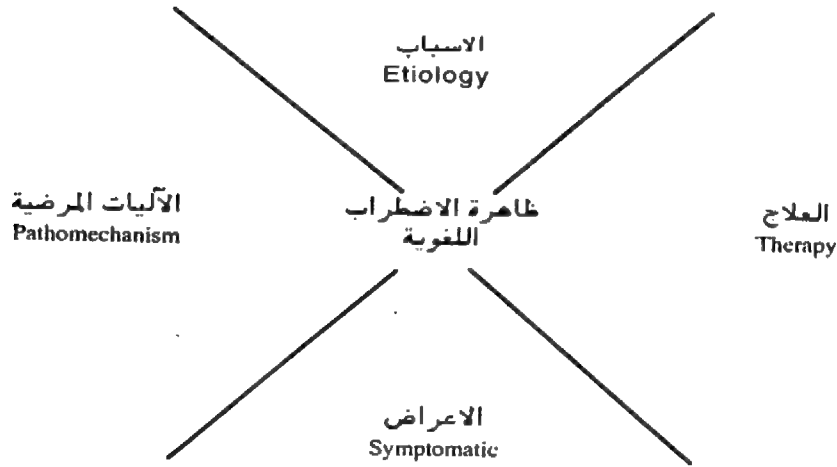 الاسباب
Etiology
الآليات المرضية
Pathomechanism
ظاهرة الاضطراب
اللغوية
العلاج
Therapy
الاعراض
Symptomatic